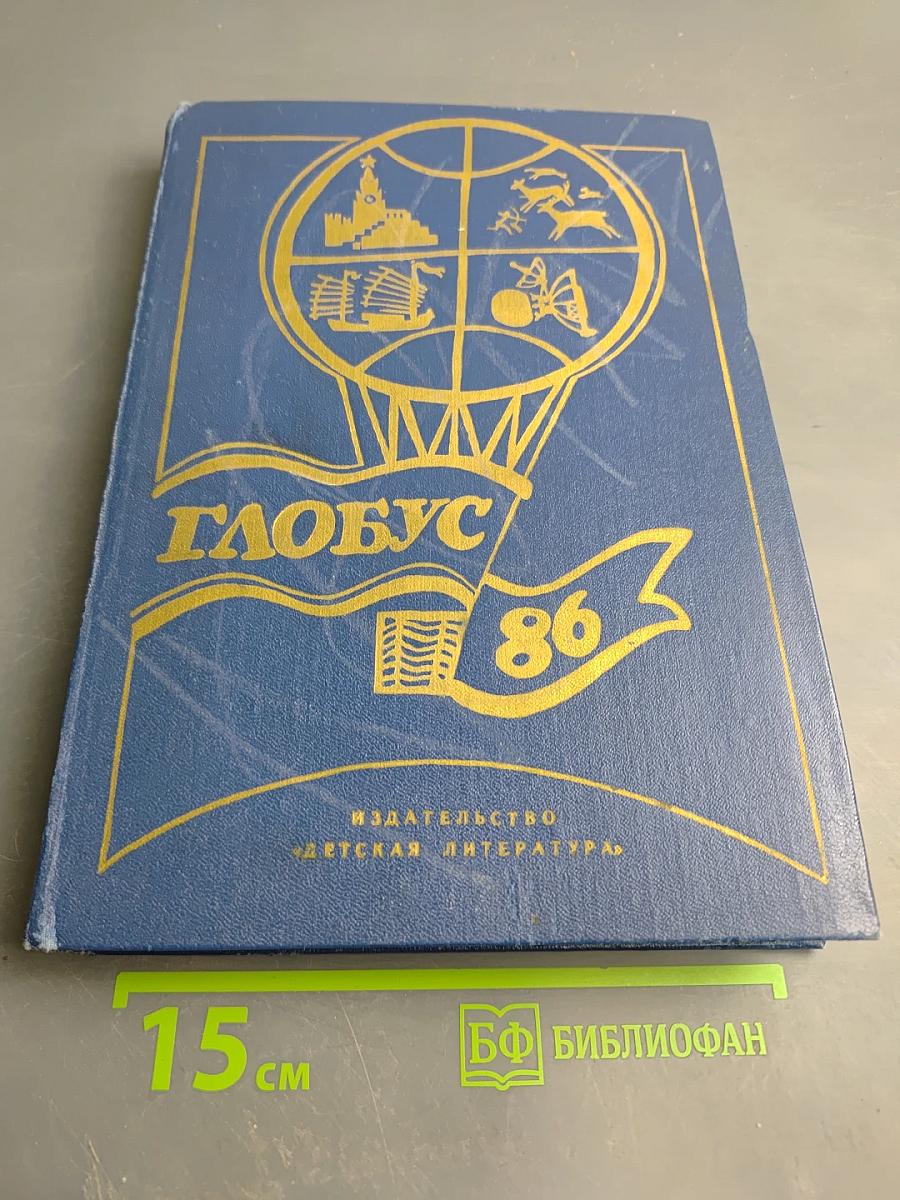 ГЛОБУС
86
ИЗДАТЕЛЬСТВО
«ДЕТСКАЯ ЛИТЕРАТУРА»
15 см
БФ БИБЛИОФАН